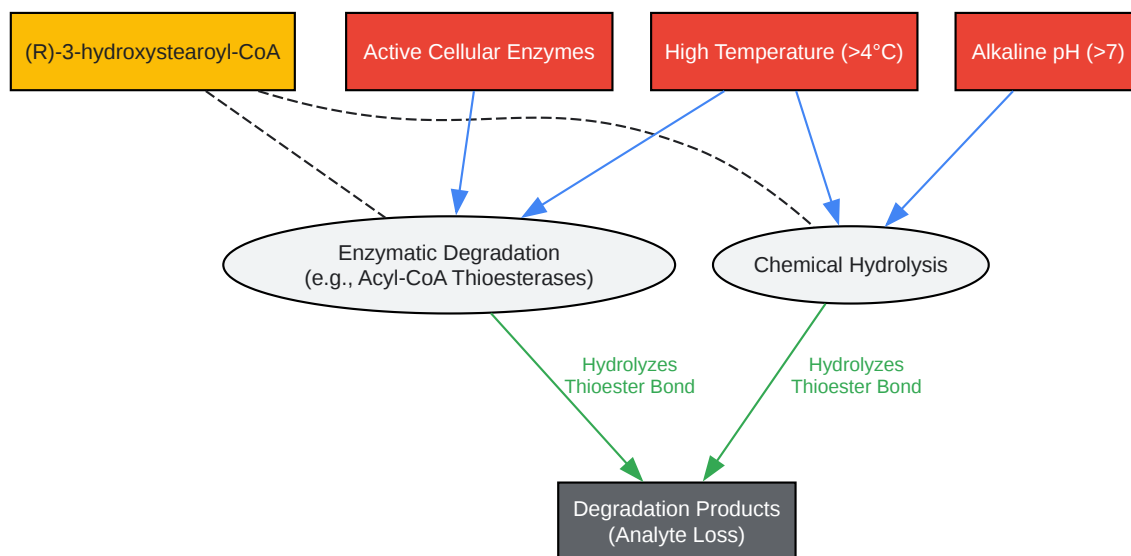 (R)-3-hydroxystearoyl-CoA
Active Cellular Enzymes
High Temperature (>4°C)
Alkaline pH (>7)
Enzymatic Degradation
(e.g., Acyl-CoA Thioesterases)
Chemical Hydrolysis
Hydrolyzes
Thioester Bond
Hydrolyzes
Thioester Bond
Degradation Products
(Analyte Loss)